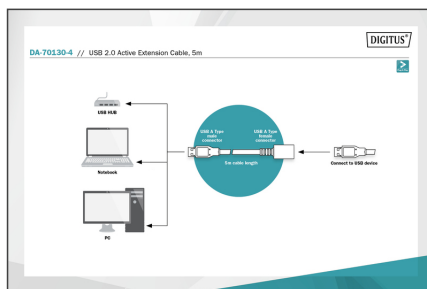 DIGITUS®
DA-70130-4 // USB 2.0 Active Extension Cable, 5m
USB HUB
USB A Type
male
connector
USB A Type
female
connector
5m cable length
Notebook
Connect to USB device
PC